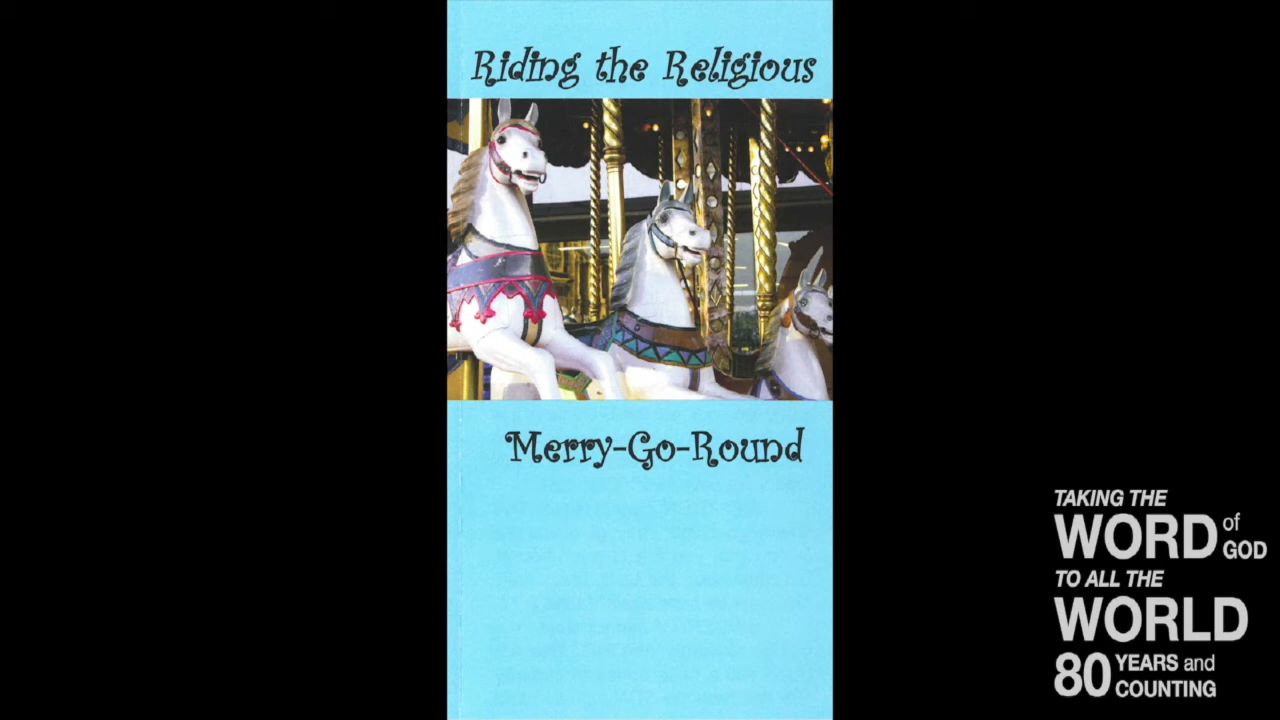 Riding the Religious
Merry-Go-Round
TAKING THE
WORD of
GOD
TO ALL THE
WORLD
80 YEARS and
COUNTING